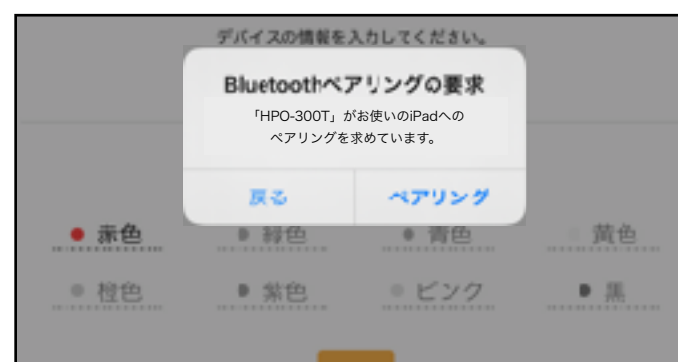 デバイスの情報を入力してください。
Bluetoothペアリングの要求
「HPO-300T」がお使いのiPadへの
ペアリングを求めています。
戻る
ペアリング
赤色
緑色
青色
黄色
橙色
紫色
ピンク
黒